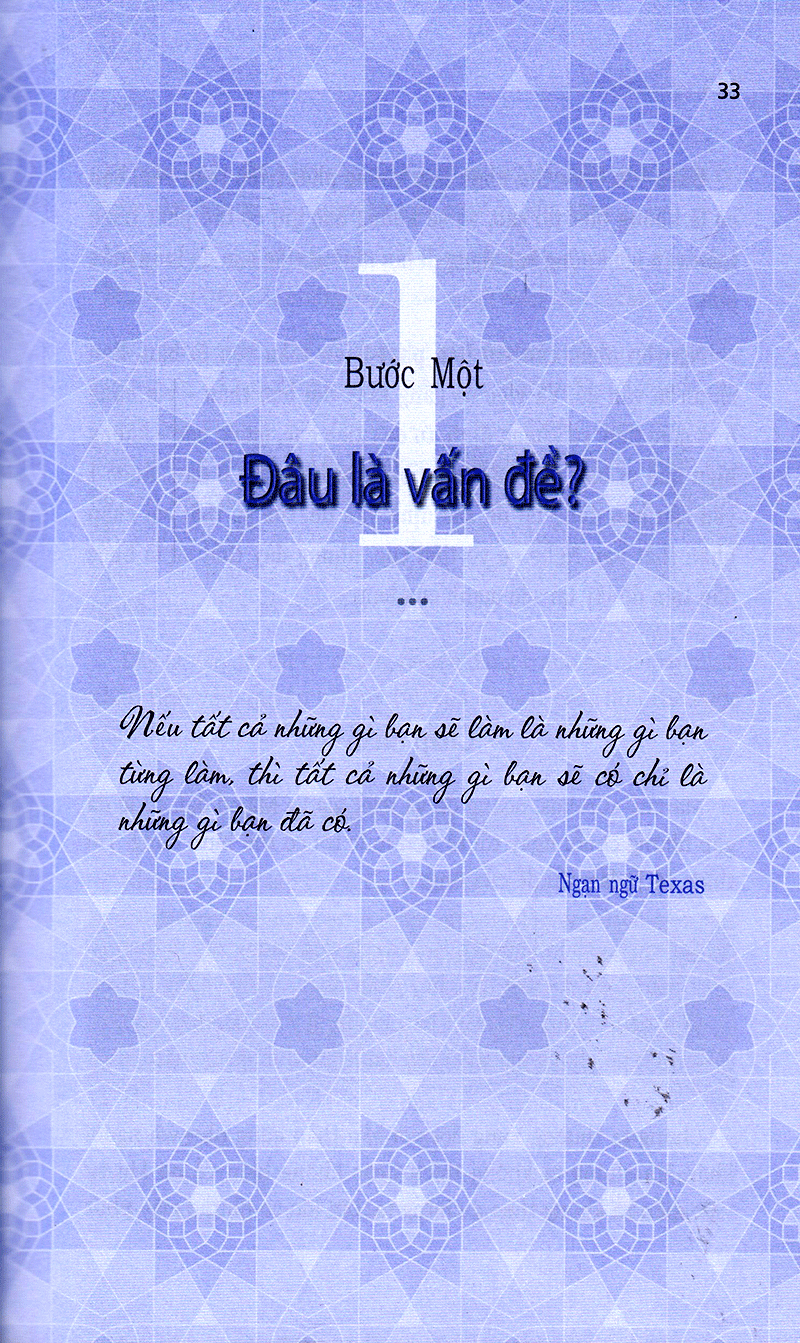 33
1
Bước Một
Đâu là vấn đề?
•••
Nếu tất cả những gì bạn sẽ làm là những gì bạn
từng làm, thì tất cả những gì bạn sẽ có chỉ là
những gì bạn đã có.
Ngạn ngữ Texas